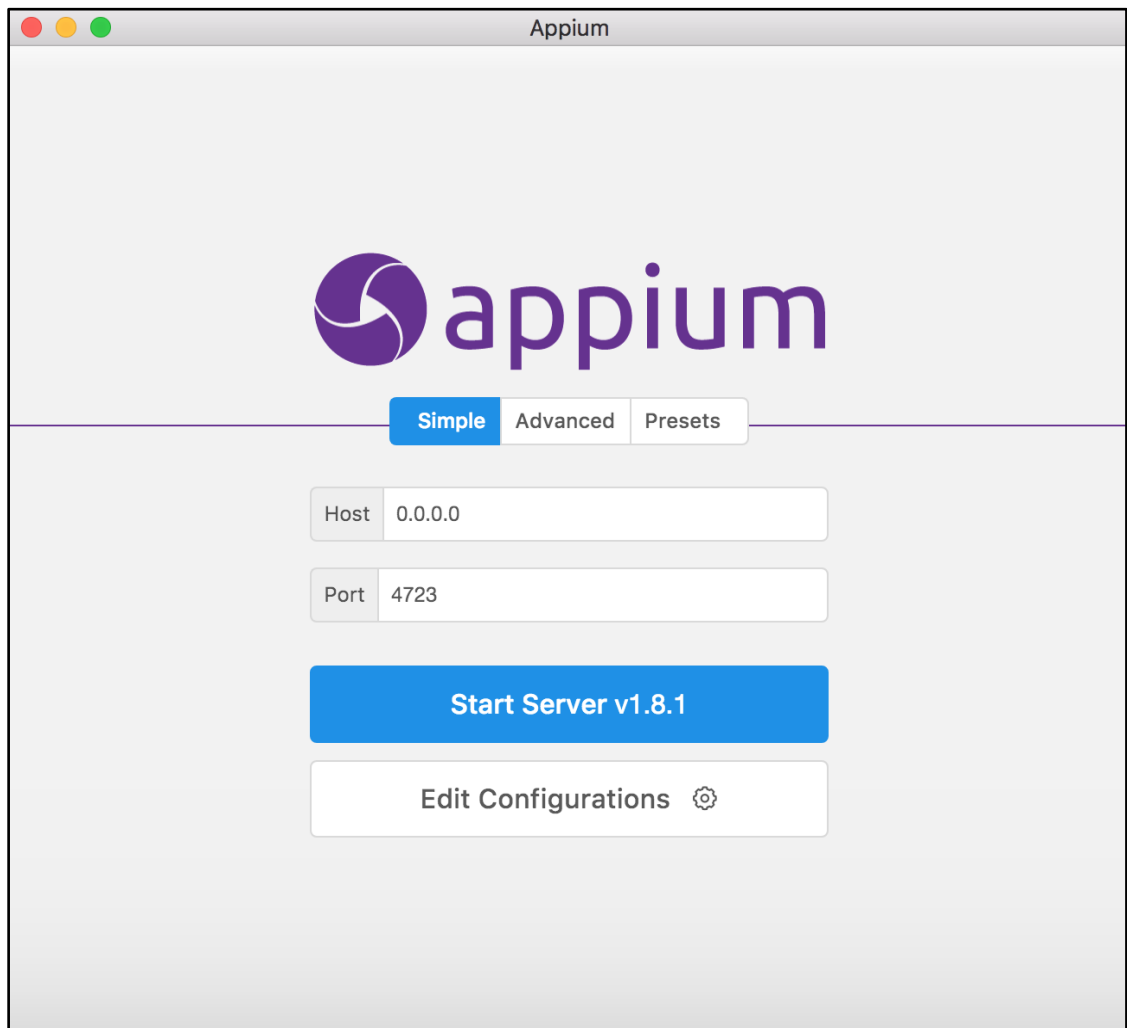 Appium
appium
Simple Advanced Presets
Host 0.0.0.0
Port 4723
Start Server v1.8.1
Edit Configurations